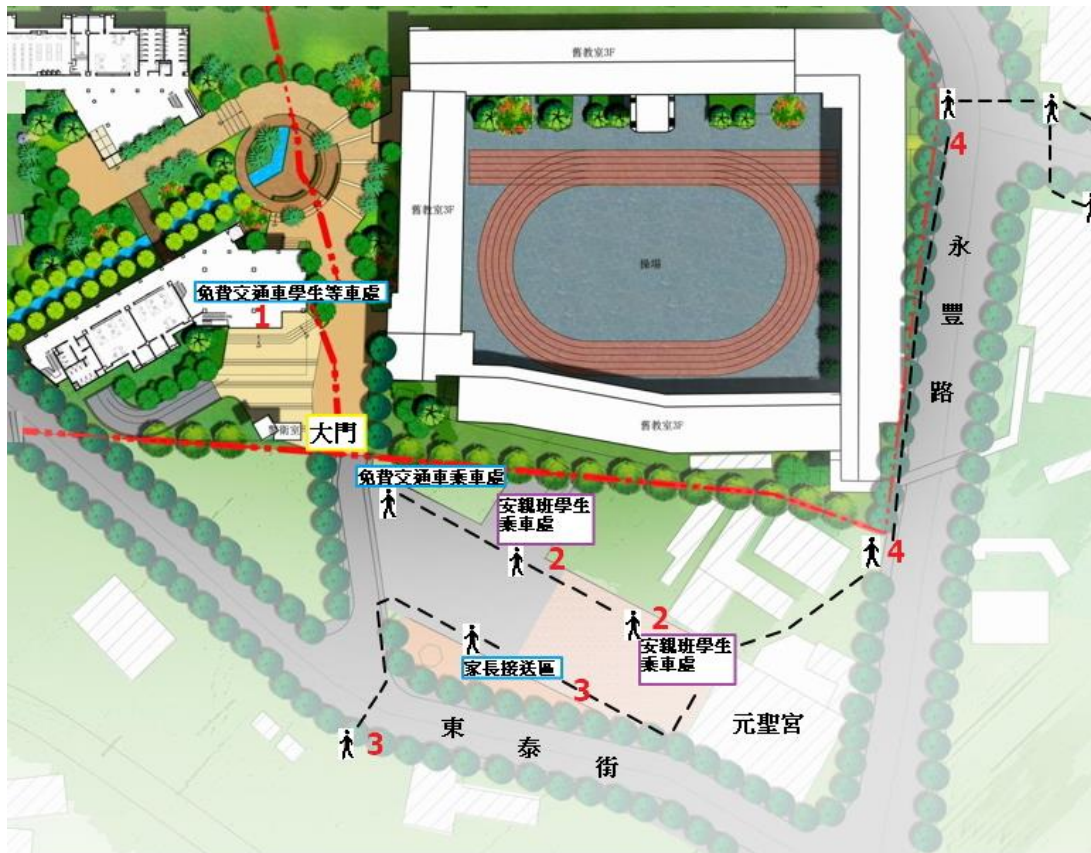 舊教室3F
4
舊教室3F
操場
永豐路
免費交通車學生等車處
1
舊教室3F
警衛室
大門
免費交通車乘車處
安親班學生
乘車處
2
4
2
安親班學生
乘車處
家長接送區
3
元聖宮
東泰街
3